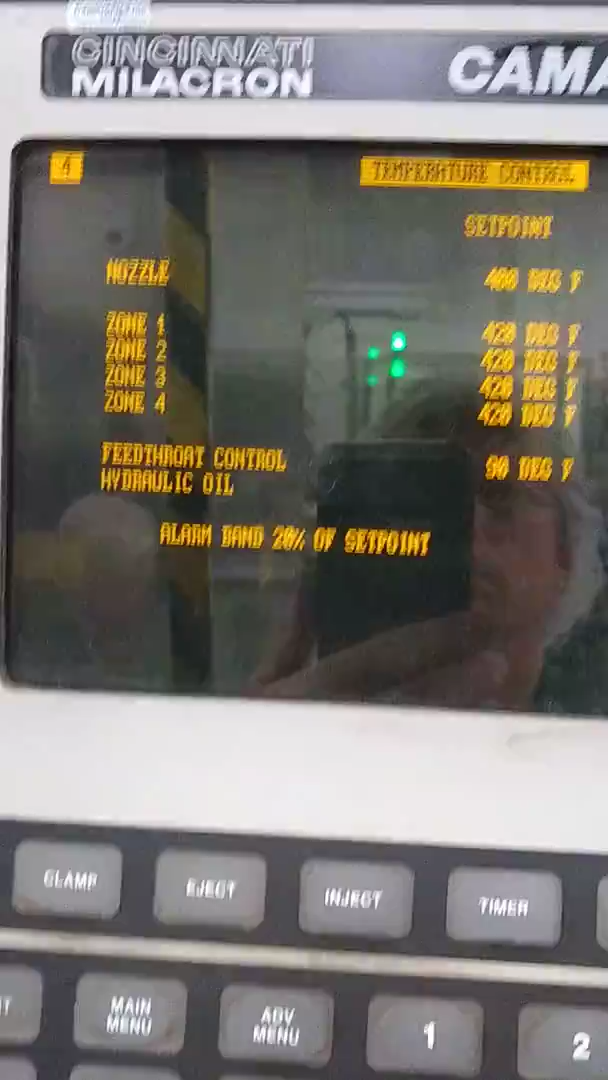 CINCINNATI
MILACRON
CAMA
4
TEMPERATURE CONTROL
SETPOINT
NOZZLE 400 DEG F
ZONE 1 420 DEG F
ZONE 2 420 DEG F
ZONE 3 420 DEG F
ZONE 4 420 DEG F
FEEDTHROAT CONTROL 90 DEG F
HYDRAULIC OIL
ALARM BAND 20% OF SETPOINT
CLAMP EJECT INJECT TIMER
MAIN MENU
ADV MENU
1
2